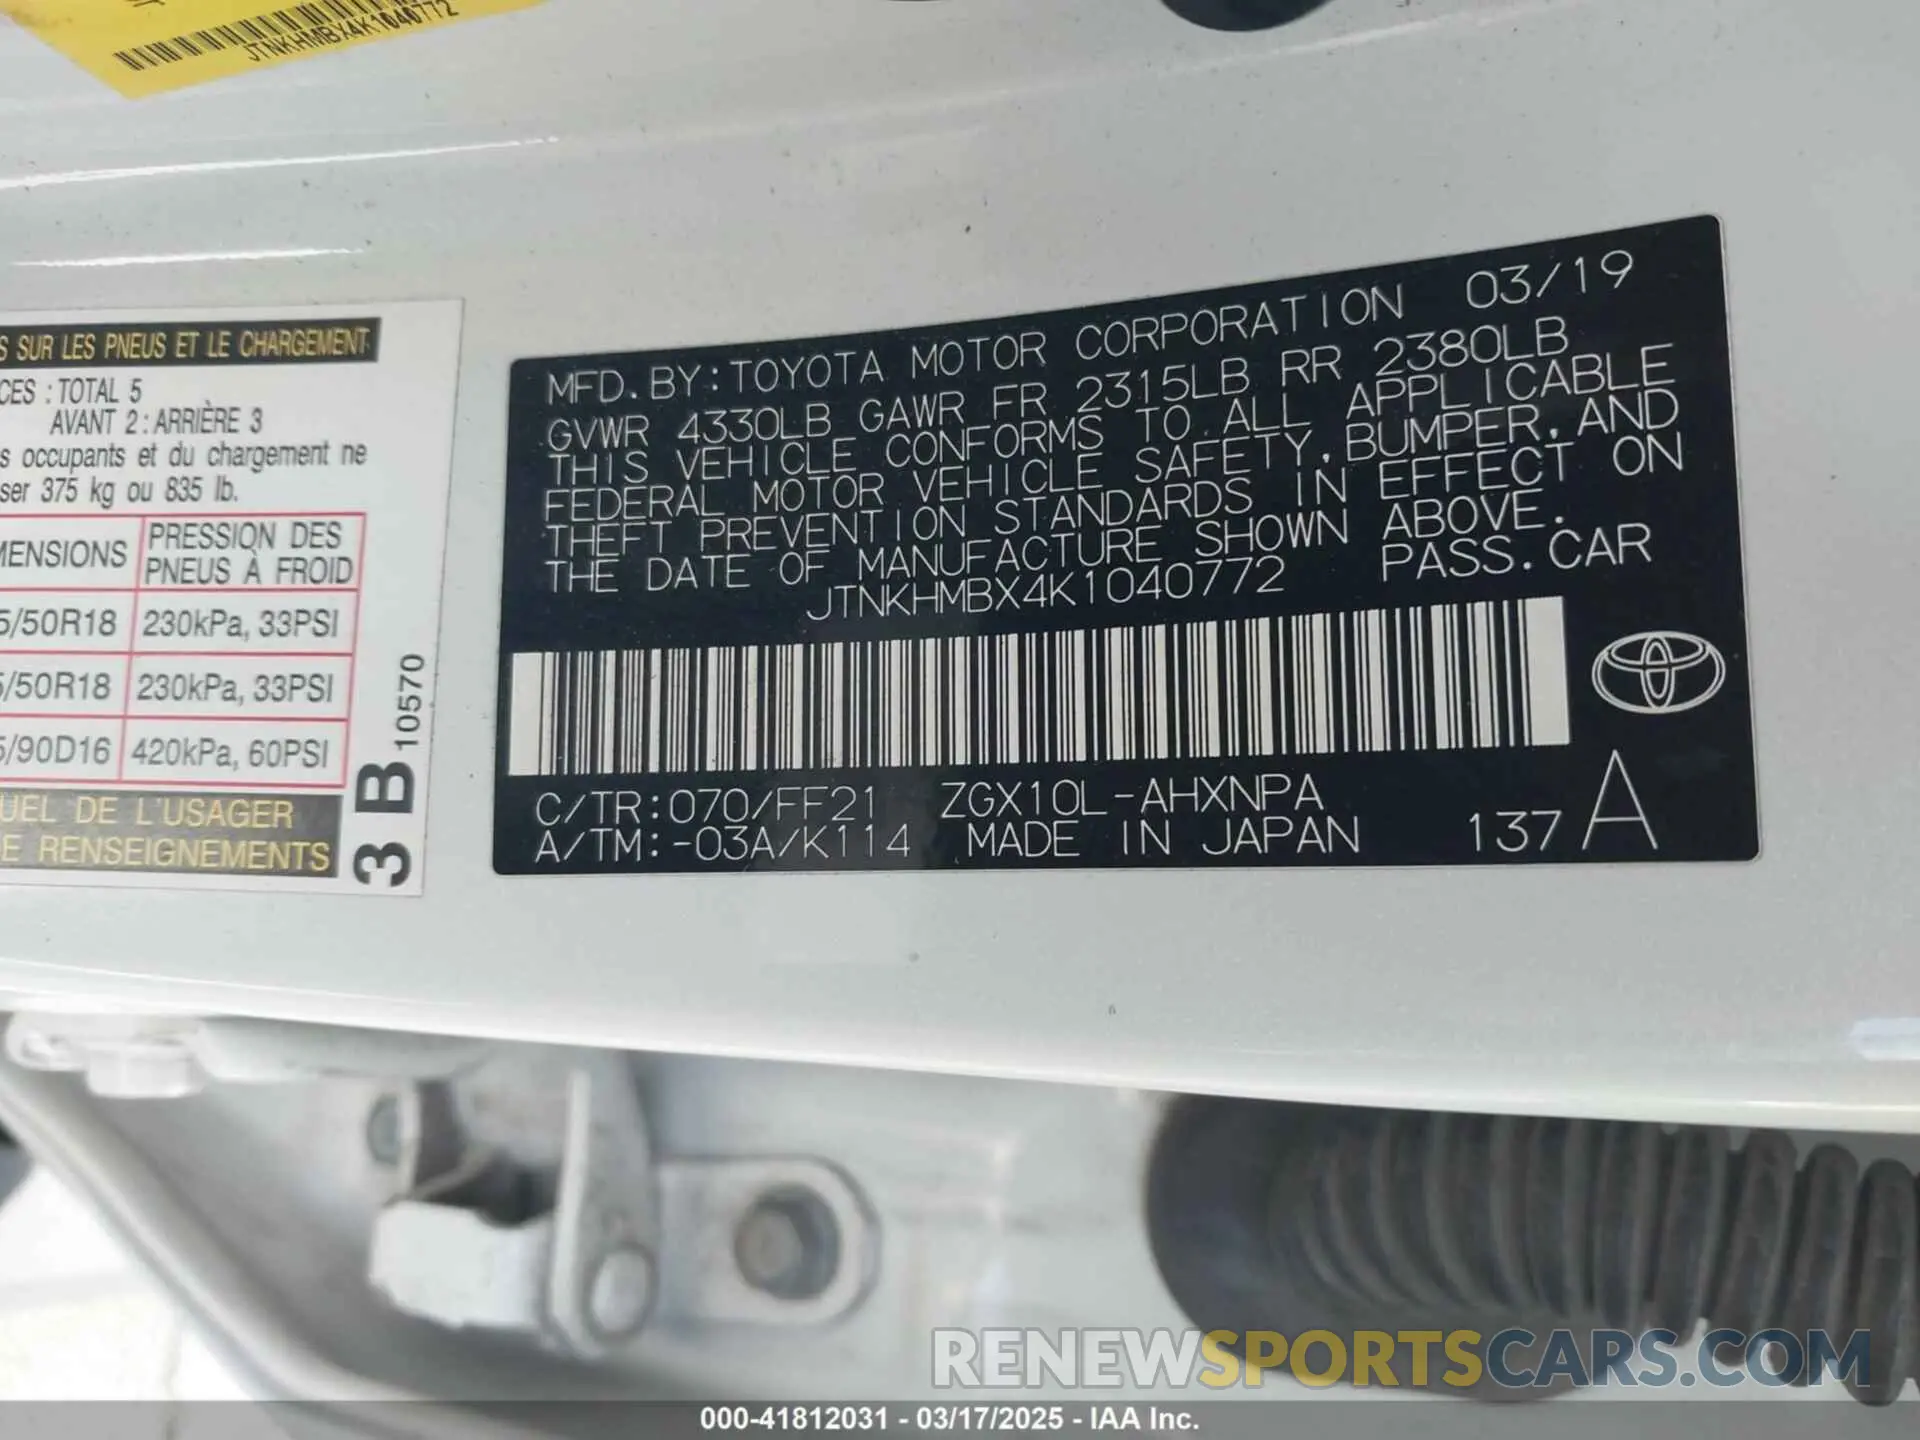 JTNKHMBX4K1040772
S SUR LES PNEUS ET LE CHARGEMENT
CES : TOTAL 5
AVANT 2 : ARRIÈRE 3
s occupants et du chargement ne
ser 375 kg ou 835 lb.
MENSIONS PRESSION DES
PNEUS À FROID
5/50R18 230kPa, 33PSI
5/50R18 230kPa, 33PSI
5/90D16 420kPa, 60PSI
UEL DE L'USAGER
E RENSEIGNEMENTS
3 B 10570
MFD. BY: TOYOTA MOTOR CORPORATION 03/19
GVWR 4330LB GAWR FR 2315LB RR 2380LB
THIS VEHICLE CONFORMS TO ALL APPLICABLE
FEDERAL MOTOR VEHICLE SAFETY, BUMPER, AND
THEFT PREVENTION STANDARDS IN EFFECT ON
THE DATE OF MANUFACTURE SHOWN ABOVE.
JTNKHMBX4K1040772 PASS. CAR
C/TR: 070/FF21 ZGX10L-AHXNPA
A/TM: -03A/K114 MADE IN JAPAN 137 A
RENEWSPORTSCARS.COM
000-41812031 - 03/17/2025 - IAA Inc.